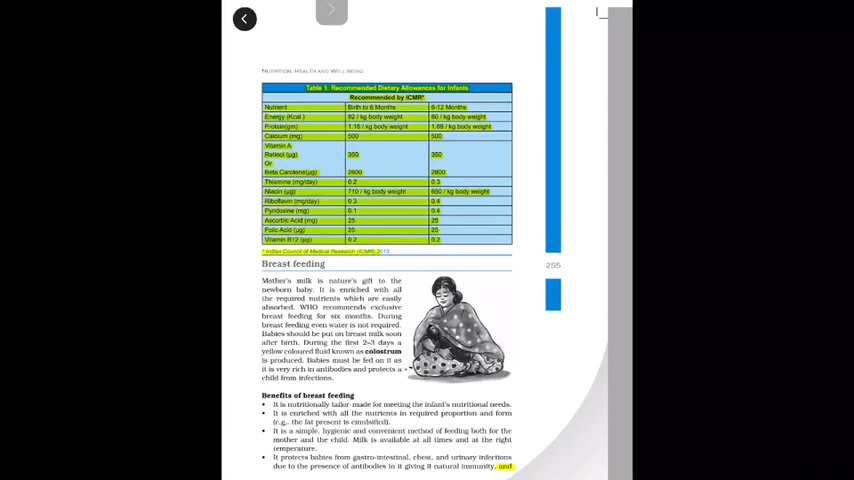 NUTRITION, HEALTH AND WELL-BEING
Table 1: Recommended Dietary Allowances for Infants
Recommended by ICMR*
Nutrient Birth to 6 Months 6-12 Months
Energy (Kcal ) 92 / kg body weight 80 / kg body weight
Protein(gm) 1.16 / kg body weight 1.69 / kg body weight
Calcium (mg) 500 500
Vitamin A
Retinol (µg) 350 350
Or
Beta Carotene(µg) 2800 2800
Thiamine (mg/day) 0.2 0.3
Niacin (µg) 710 / kg body weight 650 / kg body weight
Riboflavin (mg/day) 0.3 0.4
Pyridoxine (mg) 0.1 0.4
Ascorbic Acid (mg) 25 25
Folic Acid (µg) 25 25
Vitamin B12 (µg) 0.2 0.2
* Indian Council of Medical Research (ICMR),2010
Breast feeding
255
Mother's milk is nature's gift to the
newborn baby. It is enriched with all
the required nutrients which are easily
absorbed. WHO recommends exclusive
breast feeding for six months. During
breast feeding even water is not required.
Babies should be put on breast milk soon
after birth. During the first 2–3 days a
yellow coloured fluid known as colostrum
is produced. Babies must be fed on it as
it is very rich in antibodies and protects a
child from infections.
Benefits of breast feeding
• It is nutritionally tailor-made for meeting the infant's nutritional needs.
• It is enriched with all the nutrients in required proportion and form
(e.g., the fat present is emulsified).
• It is a simple, hygienic and convenient method of feeding both for the
mother and the child. Milk is available at all times and at the right
temperature.
• It protects babies from gastro-intestinal, chest, and urinary infections
due to the presence of antibodies in it giving it natural immunity, and